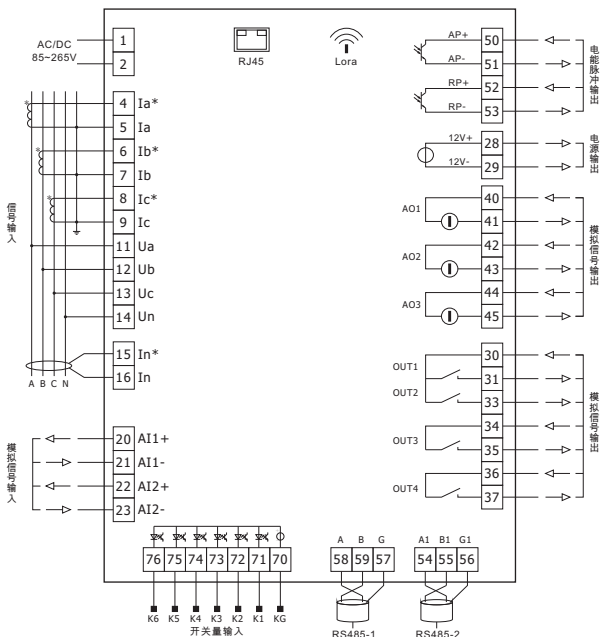 AC/DC
85~265V
1
2
RJ45
Lora
信号输入
* 4 Ia*
5 Ia
* 6 Ib*
7 Ib
* 8 Ic*
9 Ic
11 Ua
12 Ub
13 Uc
14 Un
15 In*
16 In
A B C N
模拟信号输入
20 AI1+
21 AI1-
22 AI2+
23 AI2-
AP+ 50
AP- 51
RP+ 52
RP- 53
电能脉冲输出
12V+ 28
12V- 29
电源输出
AO1
40
41
AO2
42
43
AO3
44
45
模拟信号输出
30
OUT1
31
OUT2
33
34
OUT3
35
36
OUT4
37
模拟信号输出
76 75 74 73 72 71 70
K6 K5 K4 K3 K2 K1 KG
开关量输入
A B G
58 59 57
RS485-1
A1 B1 G1
54 55 56
RS485-2